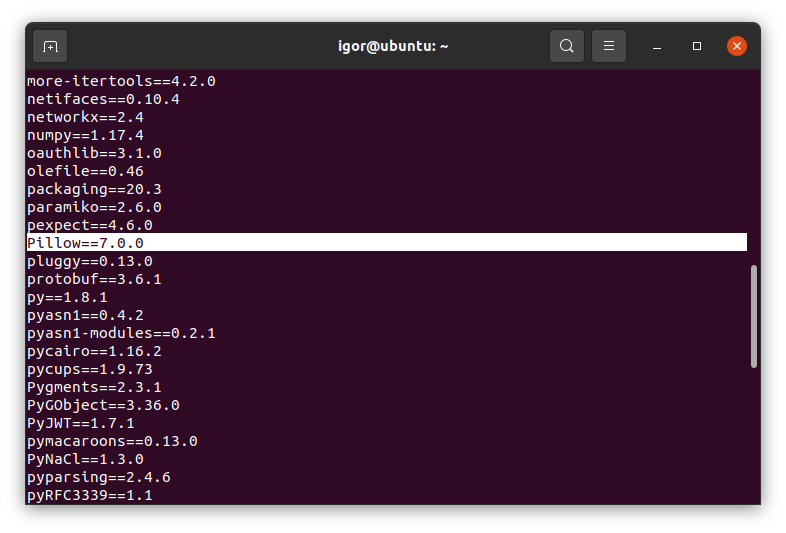 igor@ubuntu: ~
more-itertools==4.2.0
netifaces==0.10.4
networkx==2.4
numpy==1.17.4
oauthlib==3.1.0
olefile==0.46
packaging==20.3
paramiko==2.6.0
pexpect==4.6.0
Pillow==7.0.0
pluggy==0.13.0
protobuf==3.6.1
py==1.8.1
pyasn1==0.4.2
pyasn1-modules==0.2.1
pycairo==1.16.2
pycups==1.9.73
Pygments==2.3.1
PyGObject==3.36.0
PyJWT==1.7.1
pymacaroons==0.13.0
PyNaCl==1.3.0
pyparsing==2.4.6
pyRFC3339==1.1